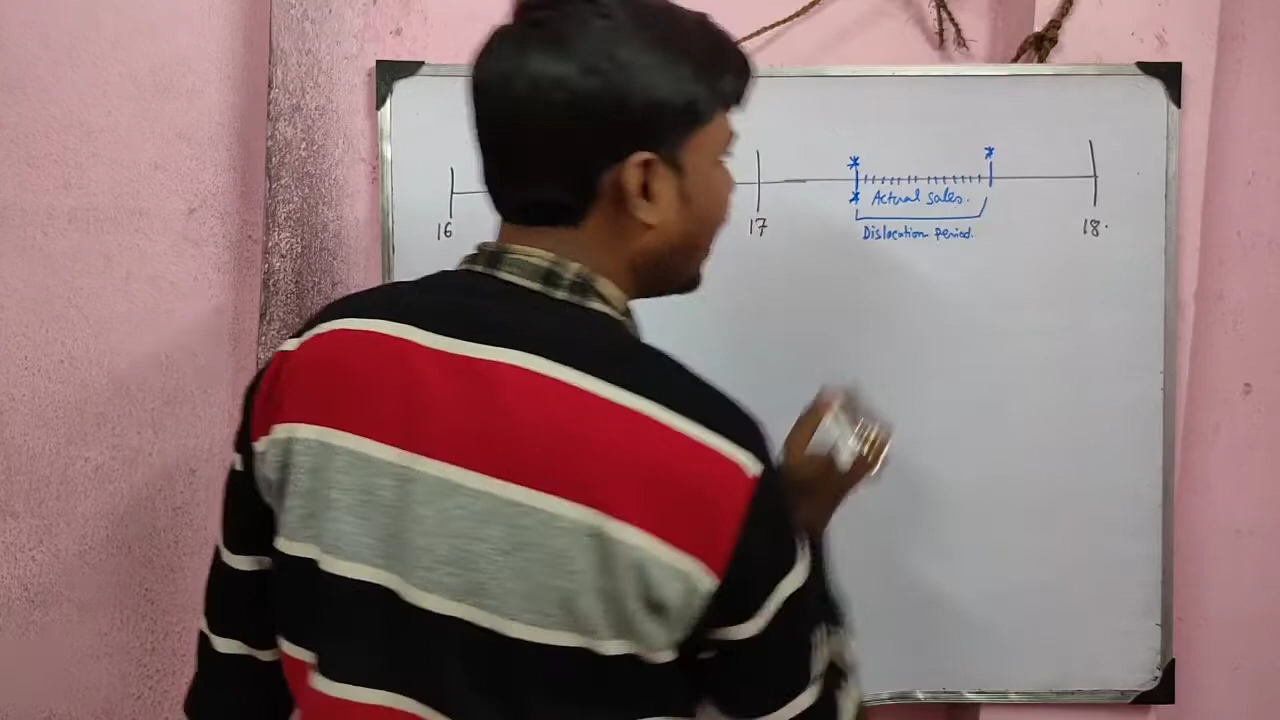 * *
* Actual sales.
16 17 Dislocation period. 18.